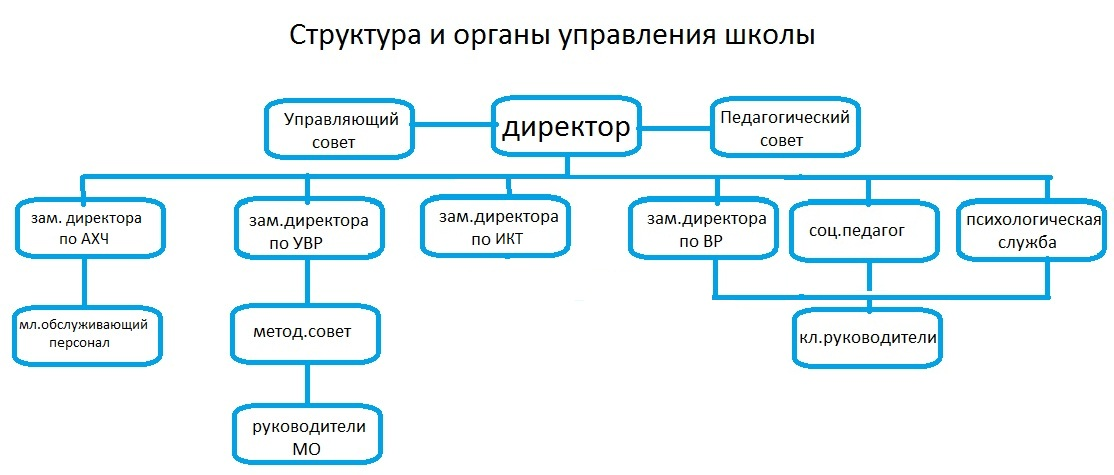 Структура и органы управления школы
Управляющий
совет
директор
Педагогический
совет
зам. директора
по АХЧ
зам.директора
по УВР
зам.директора
по ИКТ
зам.директора
по ВР
соц.педагог
психологическая
служба
мл.обслуживающий
персонал
метод.совет
кл.руководители
руководители
МО